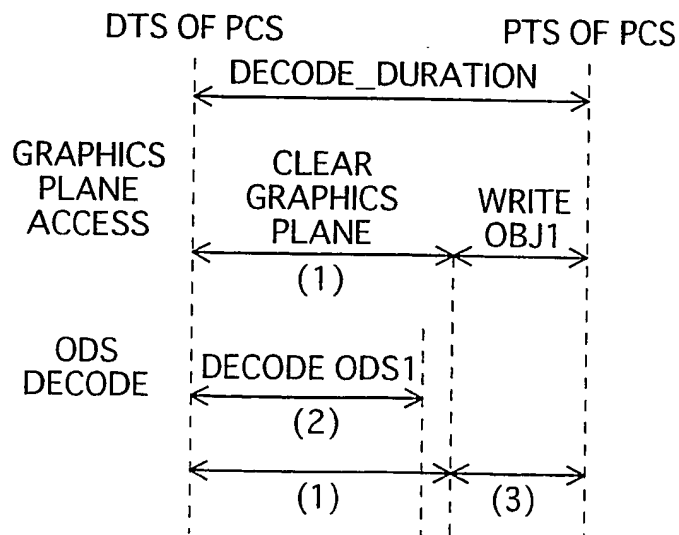 DTS OF PCS
PTS OF PCS
DECODE_DURATION
GRAPHICS
PLANE
ACCESS
CLEAR
GRAPHICS
PLANE
WRITE
OBJ1
(1)
ODS
DECODE
DECODE ODS1
(2)
(1)
(3)